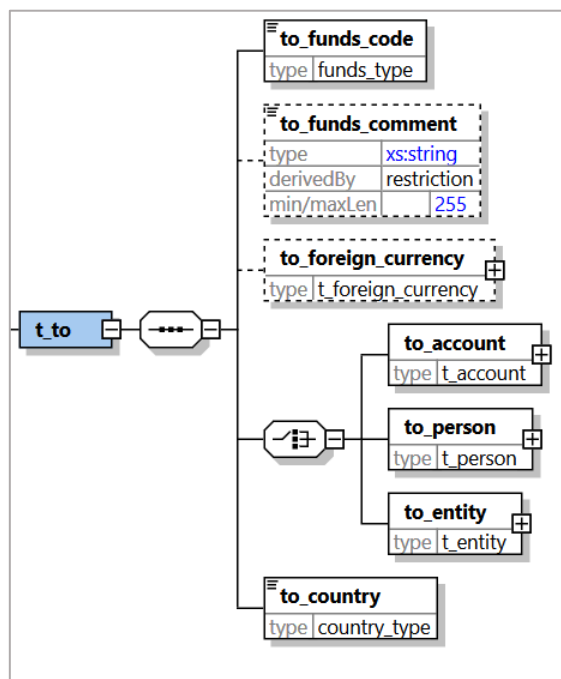 to_funds_code
type funds_type
to_funds_comment
type xs:string
derivedBy restriction
min/maxLen 255
to_foreign_currency
type t_foreign_currency
t_to
to_account
type t_account
to_person
type t_person
to_entity
type t_entity
to_country
type country_type